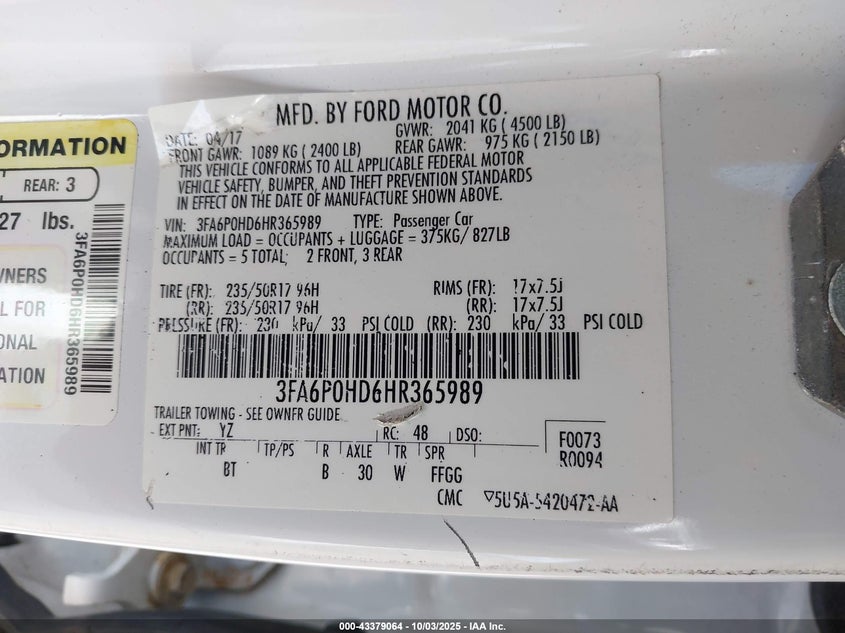 MFD. BY FORD MOTOR CO.
DATE: 04/17
GVWR: 2041 KG ( 4500 LB)
FRONT GAWR: 1089 KG ( 2400 LB)
REAR GAWR: 975 KG ( 2150 LB)
THIS VEHICLE CONFORMS TO ALL APPLICABLE FEDERAL MOTOR
VEHICLE SAFETY, BUMPER, AND THEFT PREVENTION STANDARDS
IN EFFECT ON THE DATE OF MANUFACTURE SHOWN ABOVE.
VIN: 3FA6P0HD6HR365989 TYPE: Passenger Car
MAXIMUM LOAD = OCCUPANTS + LUGGAGE = 375KG/ 827LB
OCCUPANTS = 5 TOTAL; 2 FRONT, 3 REAR
TIRE (FR): 235/50R17 96H RIMS (FR): 17x7.5J
(RR): 235/50R17 96H (RR): 17x7.5J
PRESSURE (FR): 230 kPa/ 33 PSI COLD (RR): 230 kPa/ 33 PSI COLD
3FA6P0HD6HR365989
TRAILER TOWING - SEE OWNER GUIDE
EXT PNT: YZ RC: 48 DSO:
F0073
R0094
INT TR TP/PS R AXLE TR SPR
BT B 30 W FFGG
CMC ▽5U5A-5420472-AA
ORMATION
REAR: 3
27 lbs.
3FA6P0HD6HR365989
WNERS
L FOR
ONAL
ATION
000-43379064 - 10/03/2025 - IAA Inc.